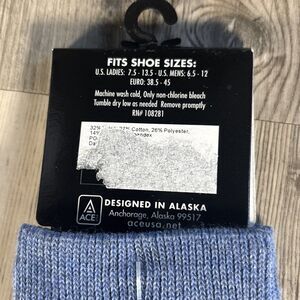 FITS SHOE SIZES:
U.S. LADIES: 7.5 - 13.5 - U.S. MENS: 6.5 - 12
EURO: 38.5 - 45
Machine wash cold, Only non-chlorine bleach
Tumble dry low as needed Remove promptly
RN# 108281
32% Cotton, 26% Polyester,
14%
DESIGNED IN ALASKA
ACE
Anchorage, Alaska 99517
aceusa.net